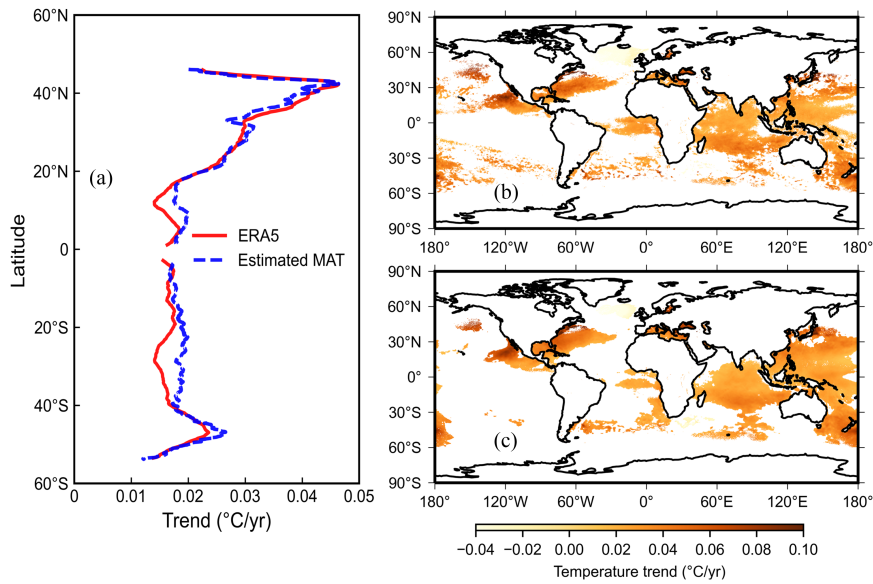 60°N
40°N
20°N
0
20°S
40°S
60°S
Latitude
(a)
ERA5
Estimated MAT
0
0.01
0.02
0.03
0.04
0.05
Trend (°C/yr)
90°N
60°N
30°N
0°
30°S
60°S
90°S
(b)
180°
120°W
60°W
0°
60°E
120°E
180°
90°N
60°N
30°N
0°
30°S
60°S
90°S
(c)
180°
120°W
60°W
0°
60°E
120°E
180°
−0.04
−0.02
0.00
0.02
0.04
0.06
0.08
0.10
Temperature trend (°C/yr)